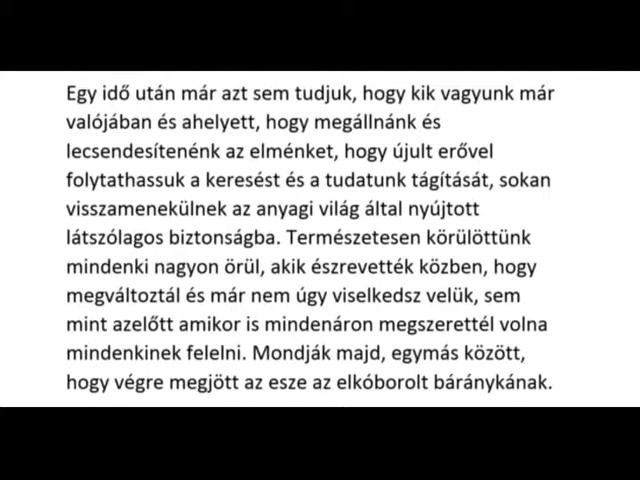 Egy idő után már azt sem tudjuk, hogy kik vagyunk már
valójában és ahelyett, hogy megállnánk és
lecsendesítenénk az elménket, hogy újult erővel
folytathassuk a keresést és a tudatunk tágítását, sokan
visszamenekülnek az anyagi világ által nyújtott
látszólagos biztonságba. Természetesen körülöttünk
mindenki nagyon örül, akik észrevették közben, hogy
megváltoztál és már nem úgy viselkedsz velük, sem
mint azelőtt amikor is mindenáron megszerettél volna
mindenkinek felelni. Mondják majd, egymás között,
hogy végre megjött az esze az elkóborolt báránykának.